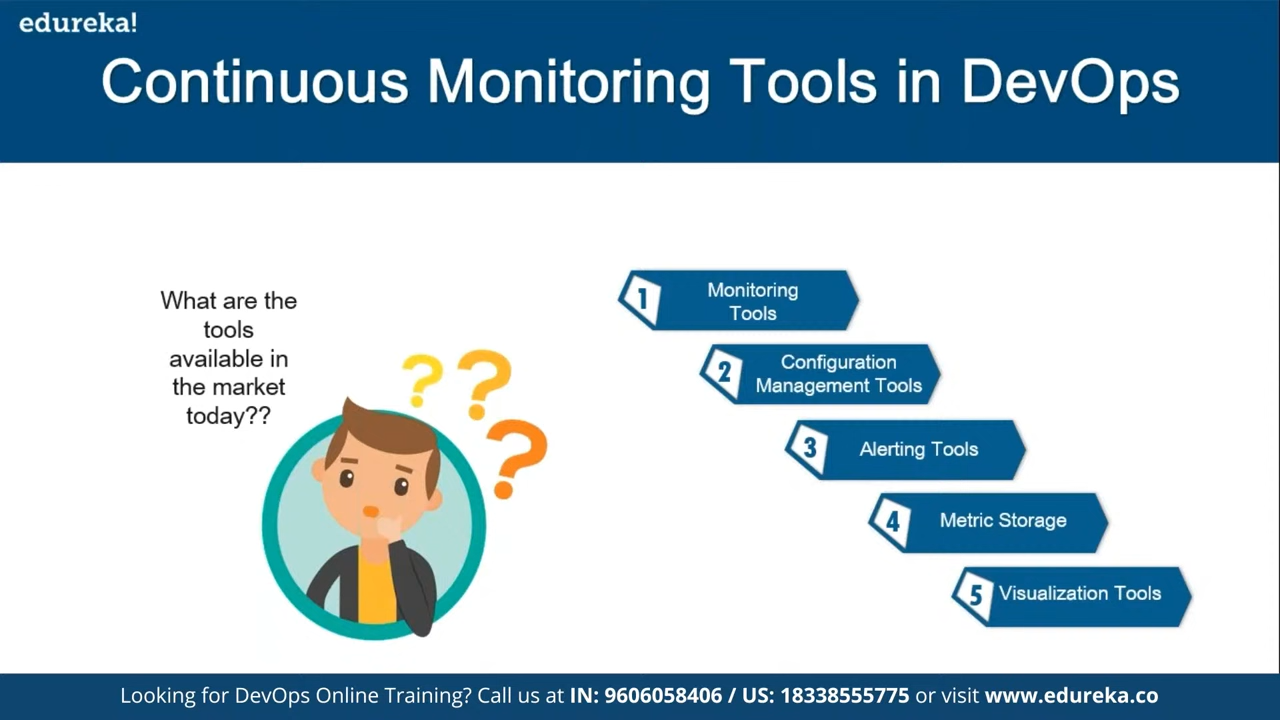 edureka!
Continuous Monitoring Tools in DevOps
What are the
tools
available in
the market
today??
? ? ?
1 Monitoring
Tools
2 Configuration
Management Tools
3 Alerting Tools
4 Metric Storage
5 Visualization Tools
Looking for DevOps Online Training? Call us at IN: 9606058406 / US: 18338555775 or visit www.edureka.co